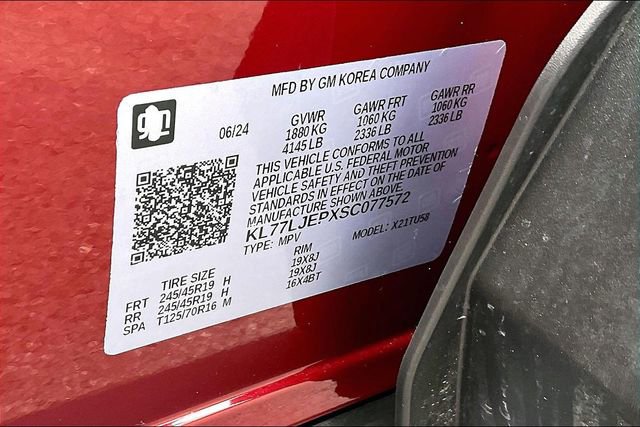 MFD BY GM KOREA COMPANY
gm
06/24
GVWR GAWR FRT GAWR RR
1880 KG 1060 KG 1060 KG
4145 LB 2336 LB 2336 LB
THIS VEHICLE CONFORMS TO ALL
APPLICABLE U.S. FEDERAL MOTOR
VEHICLE SAFETY AND THEFT PREVENTION
STANDARDS IN EFFECT ON THE DATE OF
MANUFACTURE SHOWN ABOVE.
KL77LJEPXSC077572
TYPE: MPV MODEL: X21TU58
TIRE SIZE RIM
FRT 245/45R19 H 19X8J
RR 245/45R19 H 19X8J
SPA T125/70R16 M 16X4BT